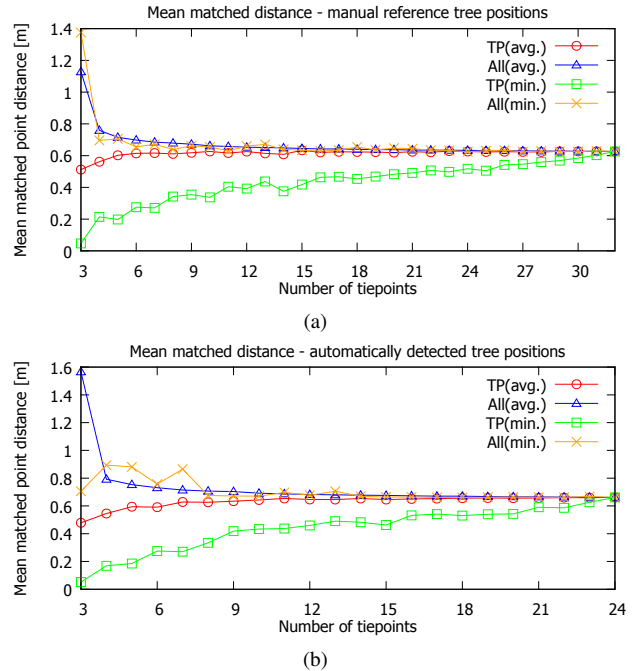 Mean matched distance - manual reference tree positions
Mean matched point distance [m]
1.4
1.2
1
0.8
0.6
0.4
0.2
0
TP(avg.)
All(avg.)
TP(min.)
All(min.)
3 6 9 12 15 18 21 24 27 30
Number of tiepoints
(a)
Mean matched distance - automatically detected tree positions
Mean matched point distance [m]
1.6
1.4
1.2
1
0.8
0.6
0.4
0.2
0
TP(avg.)
All(avg.)
TP(min.)
All(min.)
3 6 9 12 15 18 21 24
Number of tiepoints
(b)